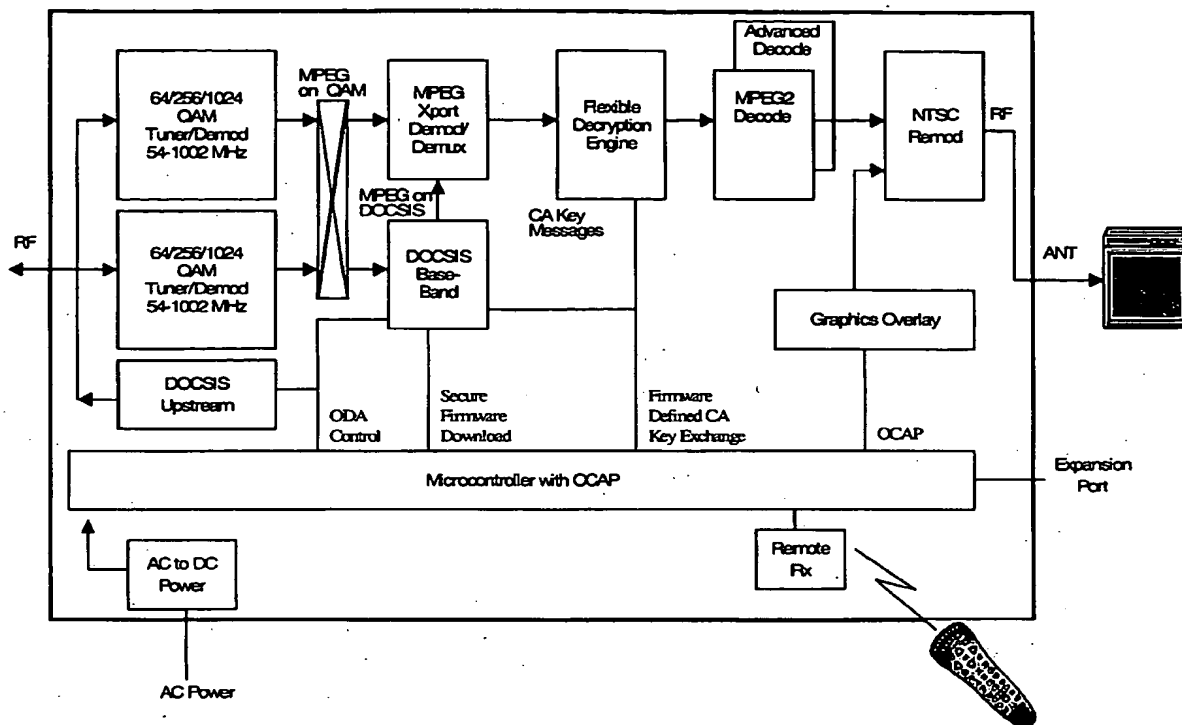 64/256/1024
QAM
Tuner/Demod
54-1002 MHz
MPEG
on QAM
MPEG
Xport
Demod/
Demux
Flexible
Decryption
Engine
Advanced
Decode
MPEG2
Decode
NTSC
Remod
RF
MPEG on
DOCSIS
CA Key
Messages
RF
64/256/1024
QAM
Tuner/Demod
54-1002 MHz
DOCSIS
Base-
Band
ANT
Graphics Overlay
DOCSIS
Upstream
ODA
Control
Secure
Firmware
Download
Firmware
Defined CA
Key Exchange
OCAP
Microcontroller with OCAP
Expansion
Port
AC to DC
Power
Remote
Rx
AC Power